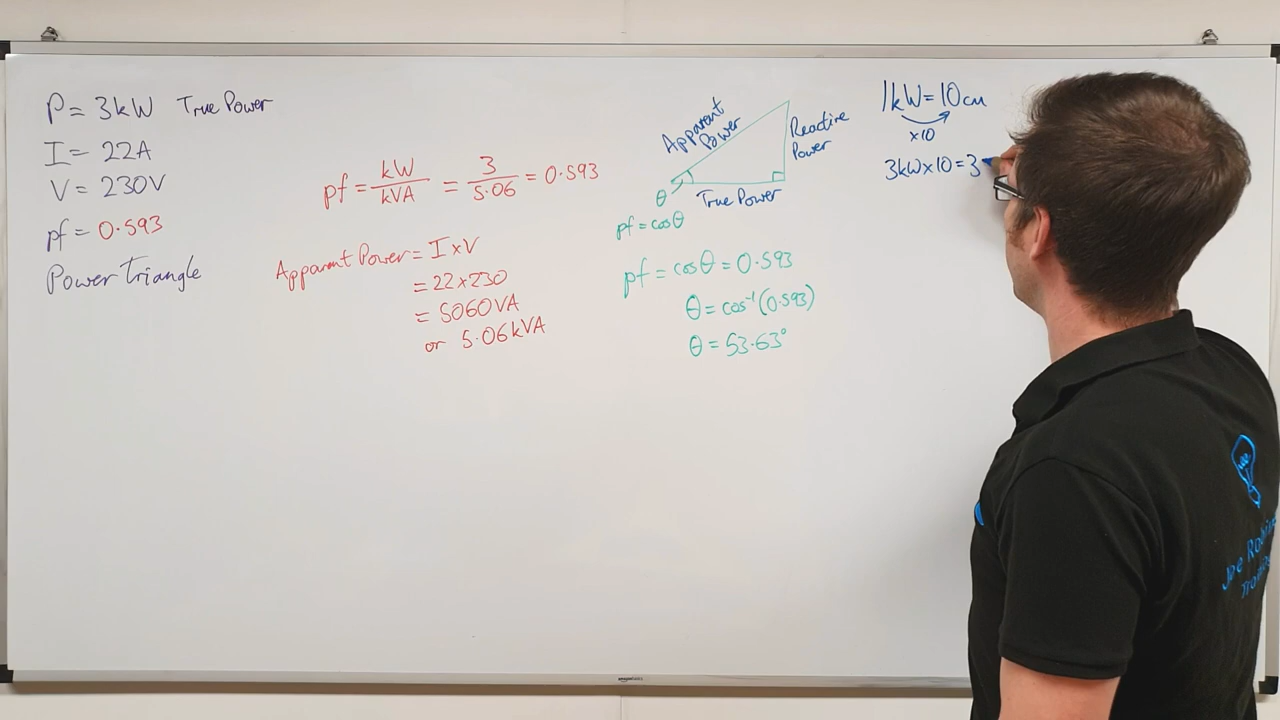 P = 3kW True Power
I = 22A
V = 230V
pf = 0.593
Power Triangle
pf = kW/kVA = 3/5.06 = 0.593
Apparent Power = I x V
= 22 x 230
= 5060VA
or 5.06kVA
Apparent
Power
Reactive
Power
θ
True Power
pf = cosθ
pf = cosθ = 0.593
θ = cos⁻¹(0.593)
θ = 53.63°
1kW = 10cm
x10
3kW x 10 = 3
Joe Robin